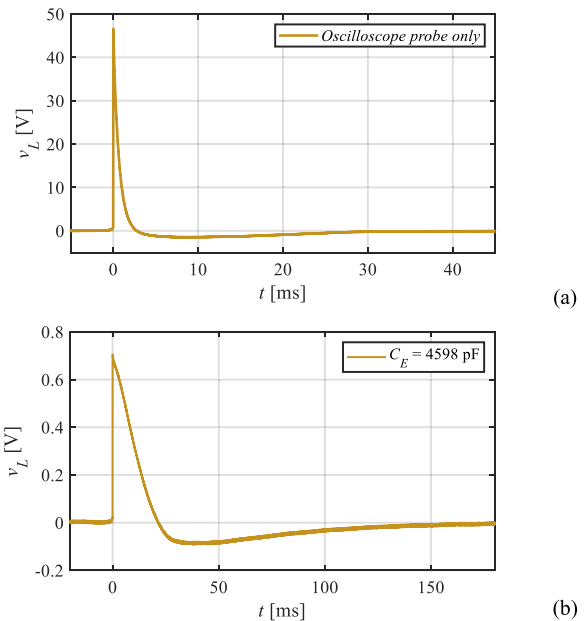 50
40
30
20
10
0
v_L [V]
Oscilloscope probe only
0 10 20 30 40
t [ms]
(a)
0.8
0.6
0.4
0.2
0
-0.2
v_L [V]
C_E = 4598 pF
0 50 100 150
t [ms]
(b)